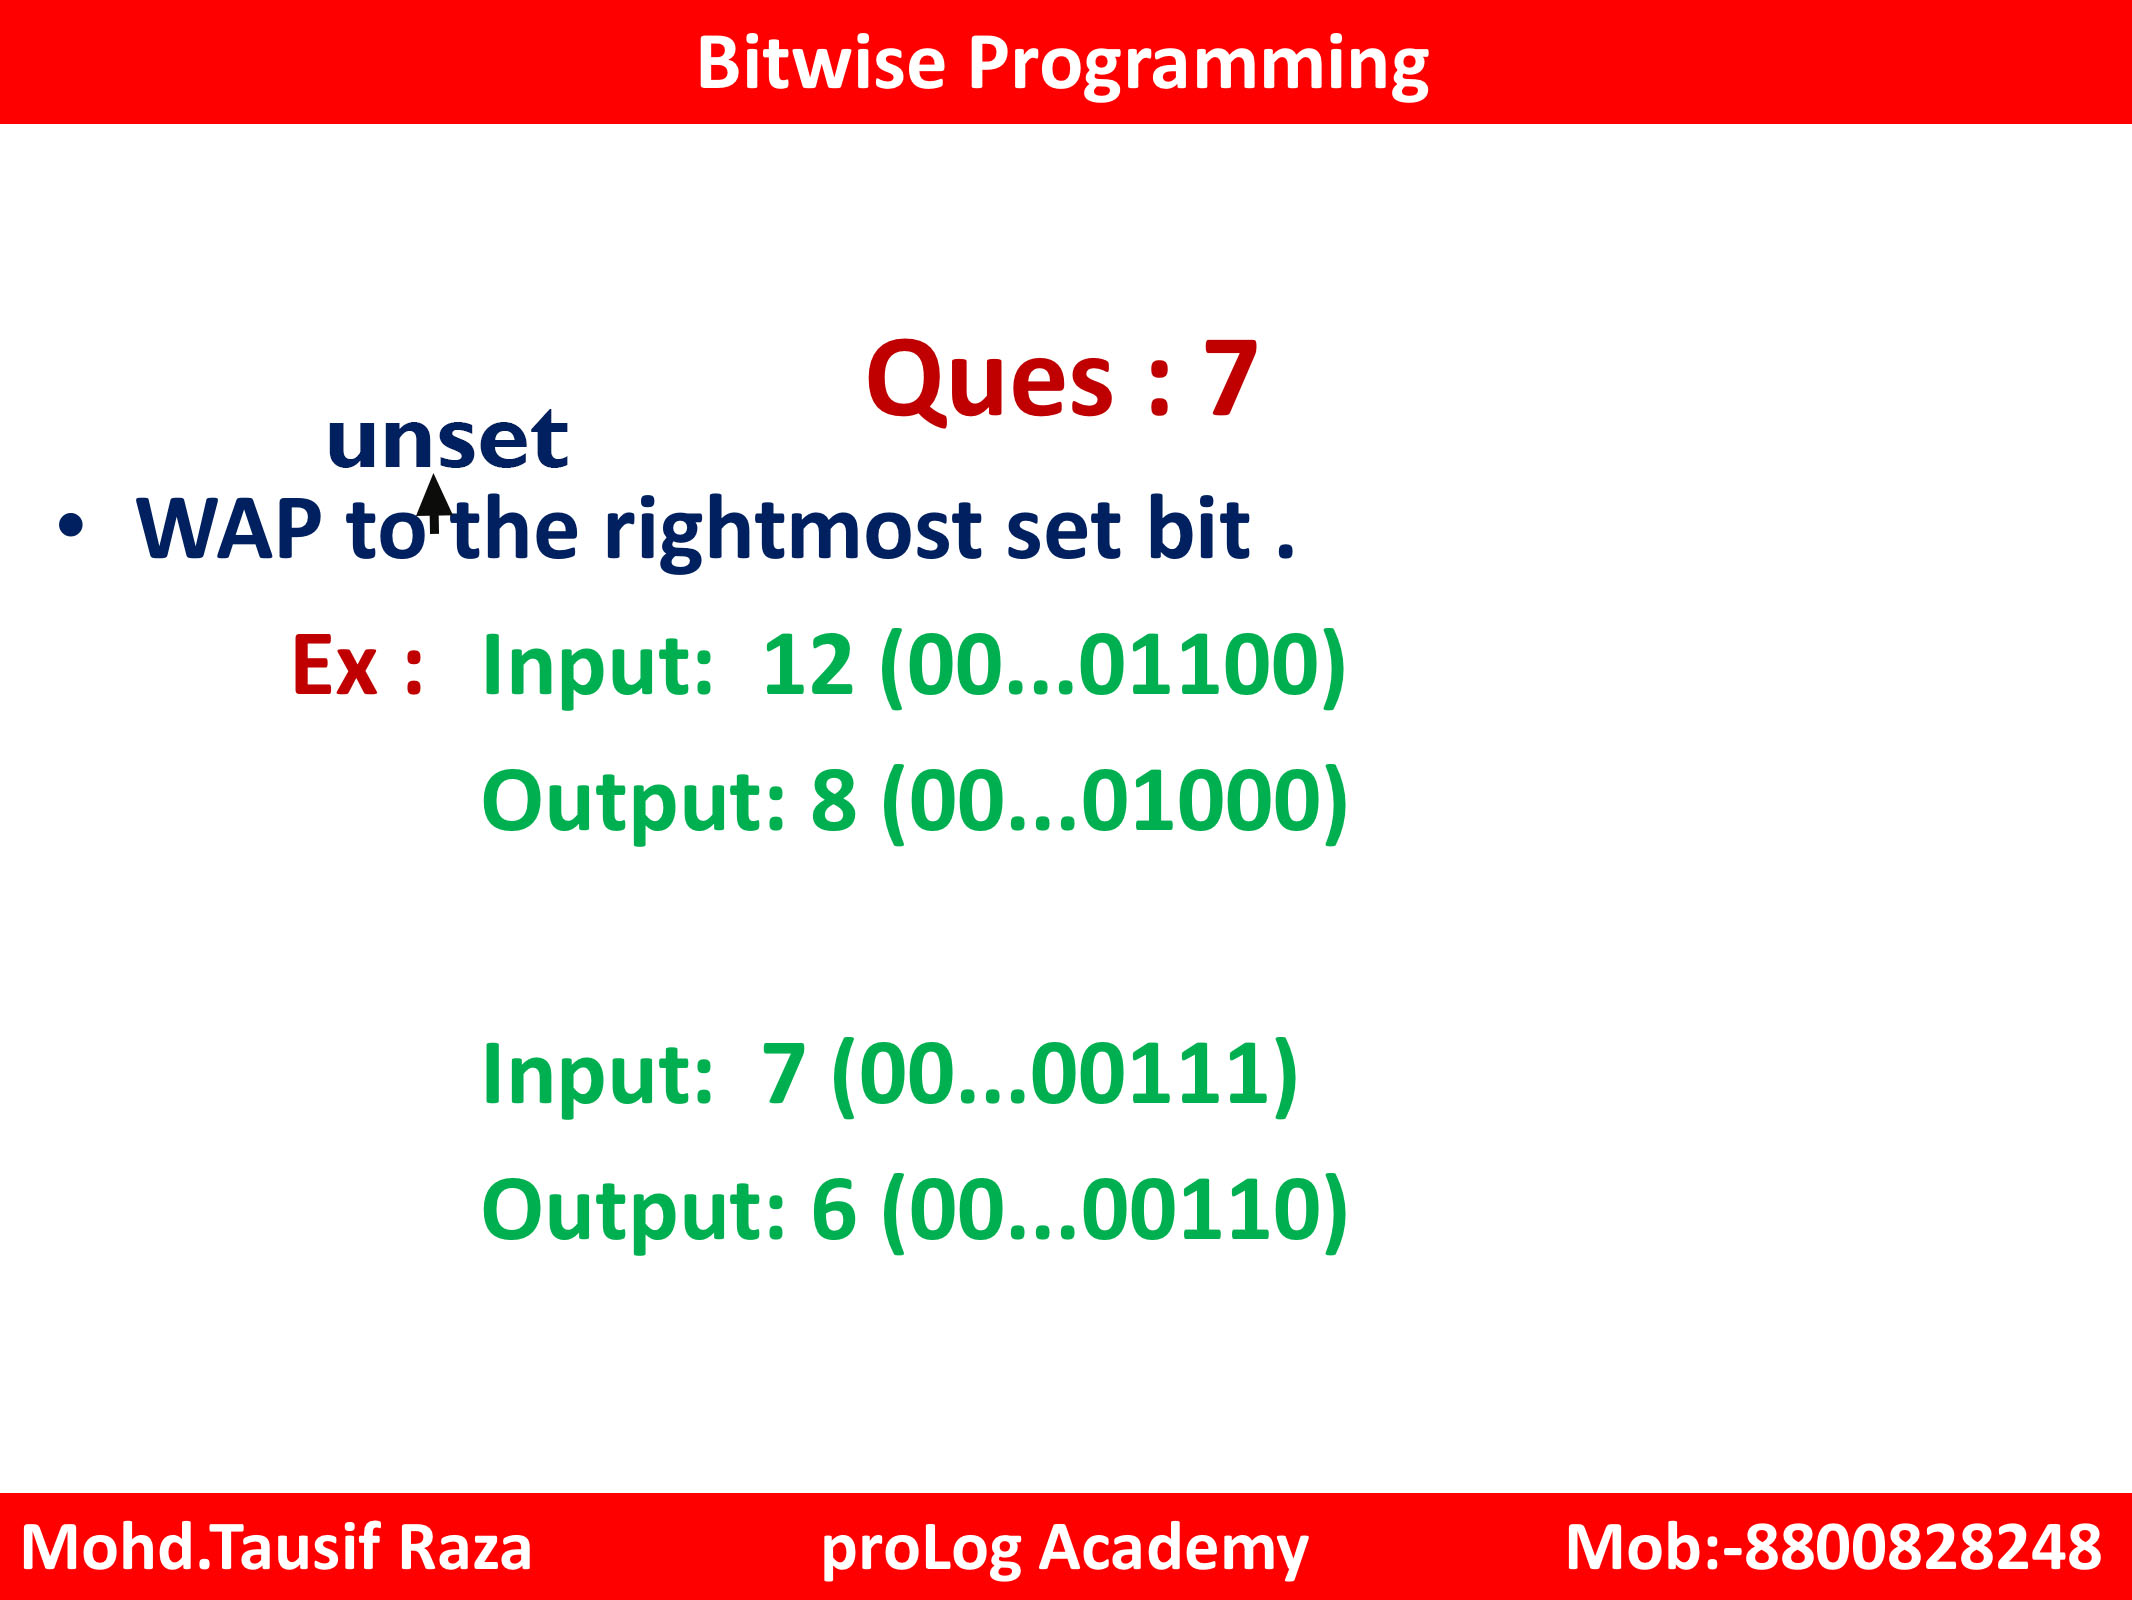 Bitwise Programming
Ques : 7
unset
• WAP to the rightmost set bit .
Ex : Input: 12 (00...01100)
Output: 8 (00...01000)
Input: 7 (00...00111)
Output: 6 (00...00110)
Mohd.Tausif Raza proLog Academy Mob:-8800828248